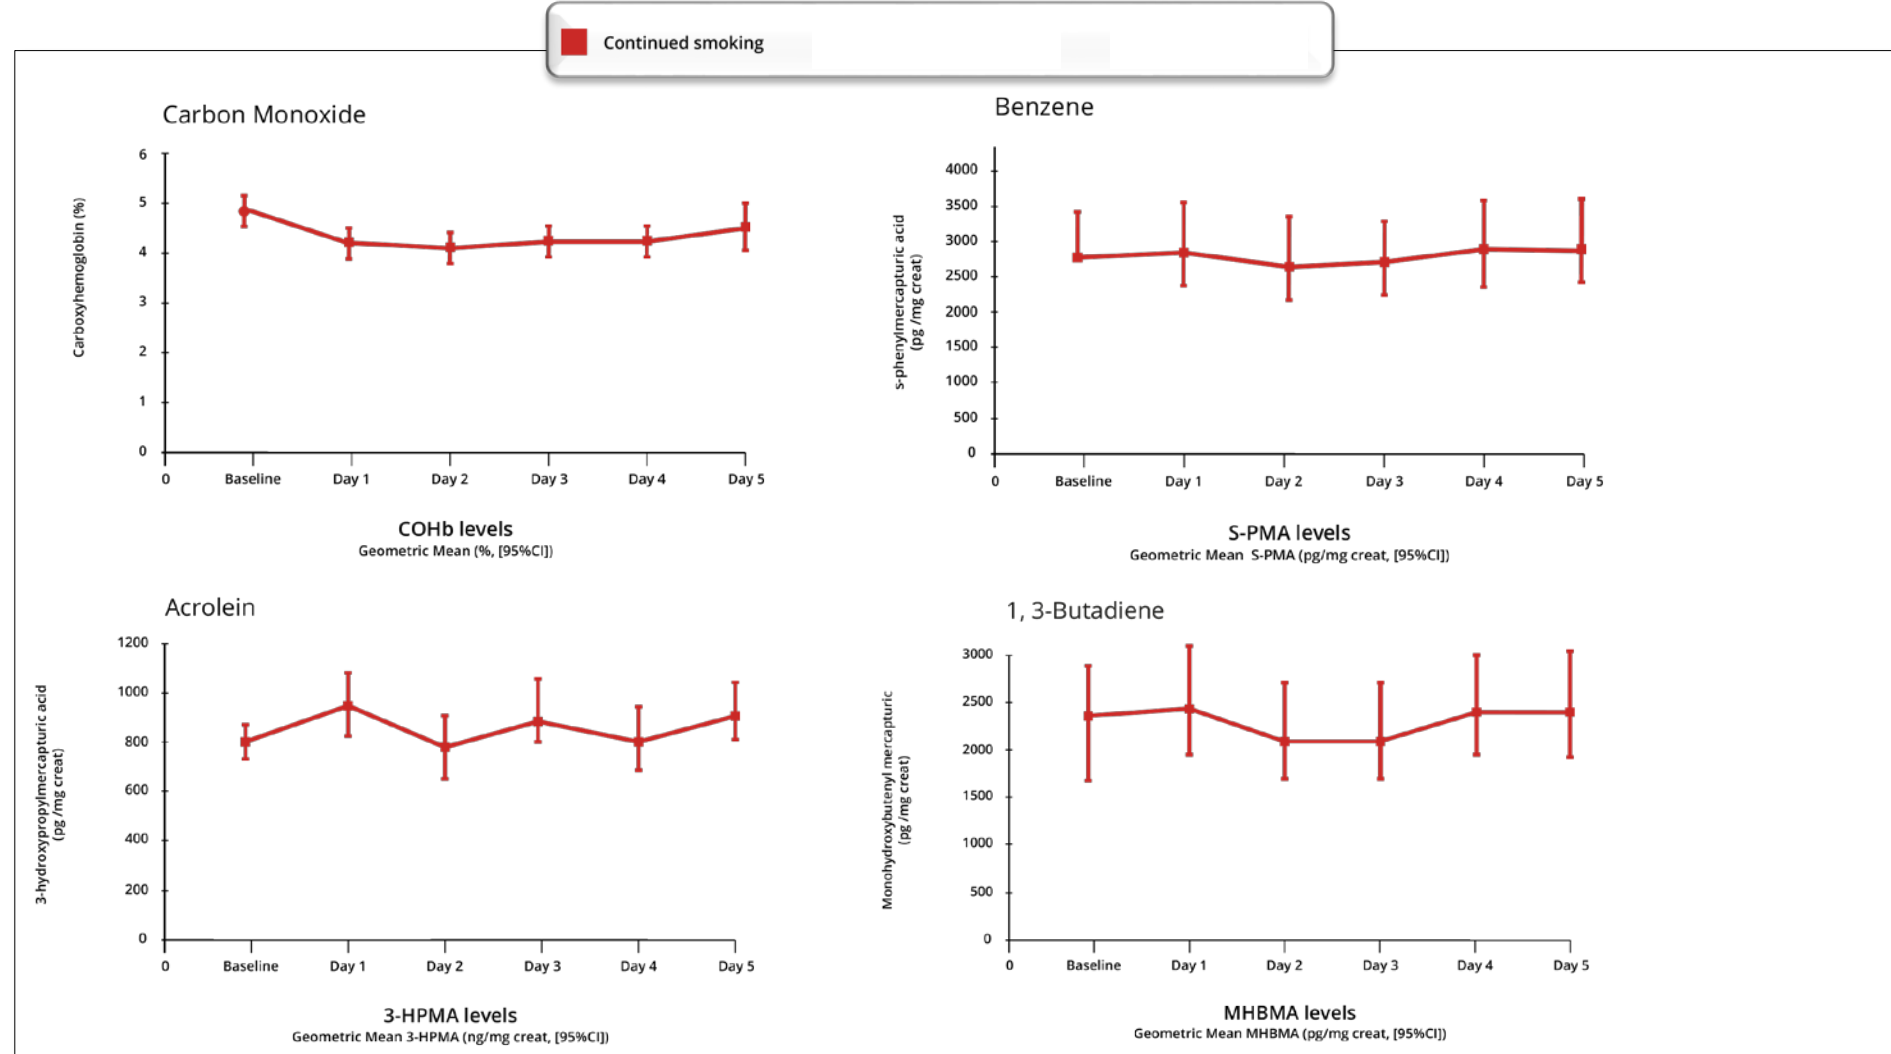 Continued smoking
Carbon Monoxide
6
5
4
3
2
1
0
Carboxyhemoglobin (%)
0 Baseline Day 1 Day 2 Day 3 Day 4 Day 5
COHb levels
Geometric Mean (%, [95%CI])
Benzene
4000
3500
3000
2500
2000
1500
1000
500
0
s-phenylmercapturic acid
(pg /mg creat)
0 Baseline Day 1 Day 2 Day 3 Day 4 Day 5
S-PMA levels
Geometric Mean S-PMA (pg/mg creat, [95%CI])
Acrolein
1200
1000
800
600
400
200
0
3-hydroxypropylmercapturic acid
(pg /mg creat)
0 Baseline Day 1 Day 2 Day 3 Day 4 Day 5
3-HPMA levels
Geometric Mean 3-HPMA (ng/mg creat, [95%CI])
1, 3-Butadiene
3000
2500
2000
1500
1000
500
0
Monohydroxybutenyl mercapturic
(pg /mg creat)
0 Baseline Day 1 Day 2 Day 3 Day 4 Day 5
MHBMA levels
Geometric Mean MHBMA (pg/mg creat, [95%CI])